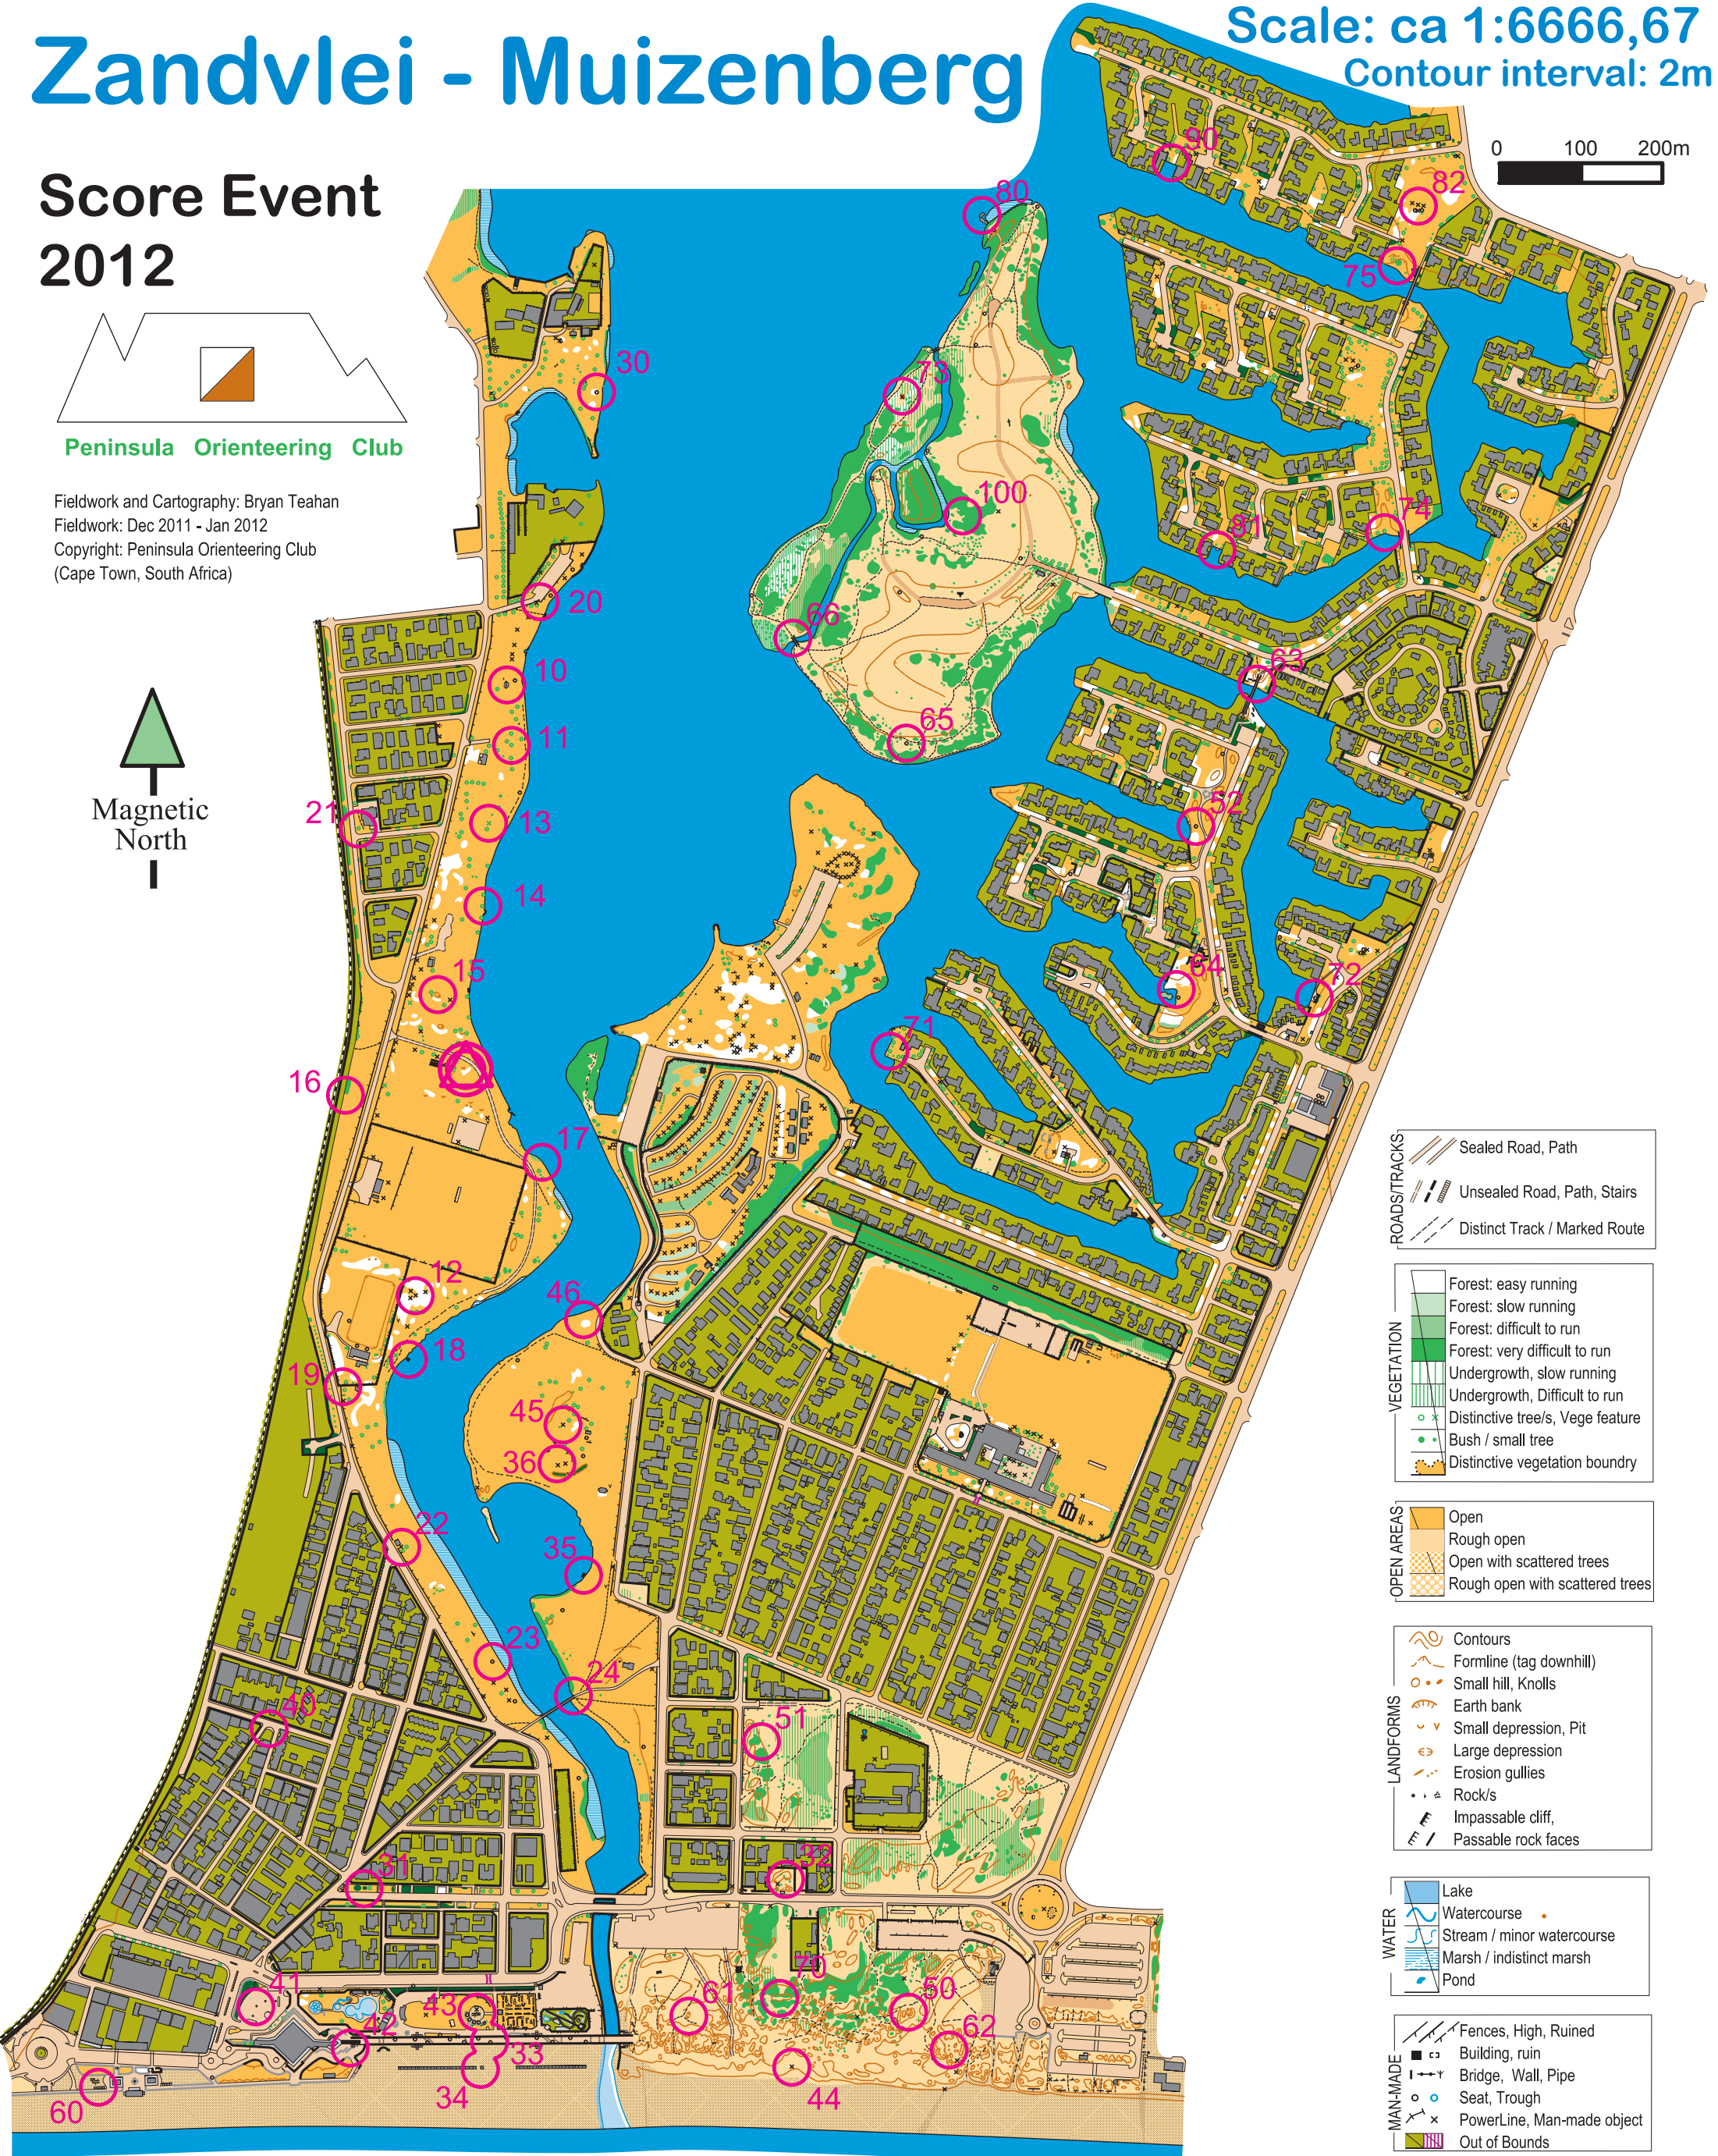 Zandvlei - Muizenberg
Scale: ca 1:6666,67
Contour interval: 2m
0 100 200m
Score Event
2012
Peninsula Orienteering Club
Fieldwork and Cartography: Bryan Teahan
Fieldwork: Dec 2011 - Jan 2012
Copyright: Peninsula Orienteering Club
(Cape Town, South Africa)
Magnetic
North
90
80
82
75
30
73
100
74
81
20
66
63
10
65
11
21
13
52
14
15
64
72
71
16
17
12
46
18
19
45
36
22
35
23
24
40
51
31
32
41
43
61
70
50
42
33
62
34
44
60
ROADS/TRACKS
Sealed Road, Path
Unsealed Road, Path, Stairs
Distinct Track / Marked Route
VEGETATION
Forest: easy running
Forest: slow running
Forest: difficult to run
Forest: very difficult to run
Undergrowth, slow running
Undergrowth, Difficult to run
Distinctive tree/s, Vege feature
Bush / small tree
Distinctive vegetation boundry
OPEN AREAS
Open
Rough open
Open with scattered trees
Rough open with scattered trees
LANDFORMS
Contours
Formline (tag downhill)
Small hill, Knolls
Earth bank
Small depression, Pit
Large depression
Erosion gullies
Rock/s
Impassable cliff,
Passable rock faces
WATER
Lake
Watercourse
Stream / minor watercourse
Marsh / indistinct marsh
Pond
MAN-MADE
Fences, High, Ruined
Building, ruin
Bridge, Wall, Pipe
Seat, Trough
PowerLine, Man-made object
Out of Bounds